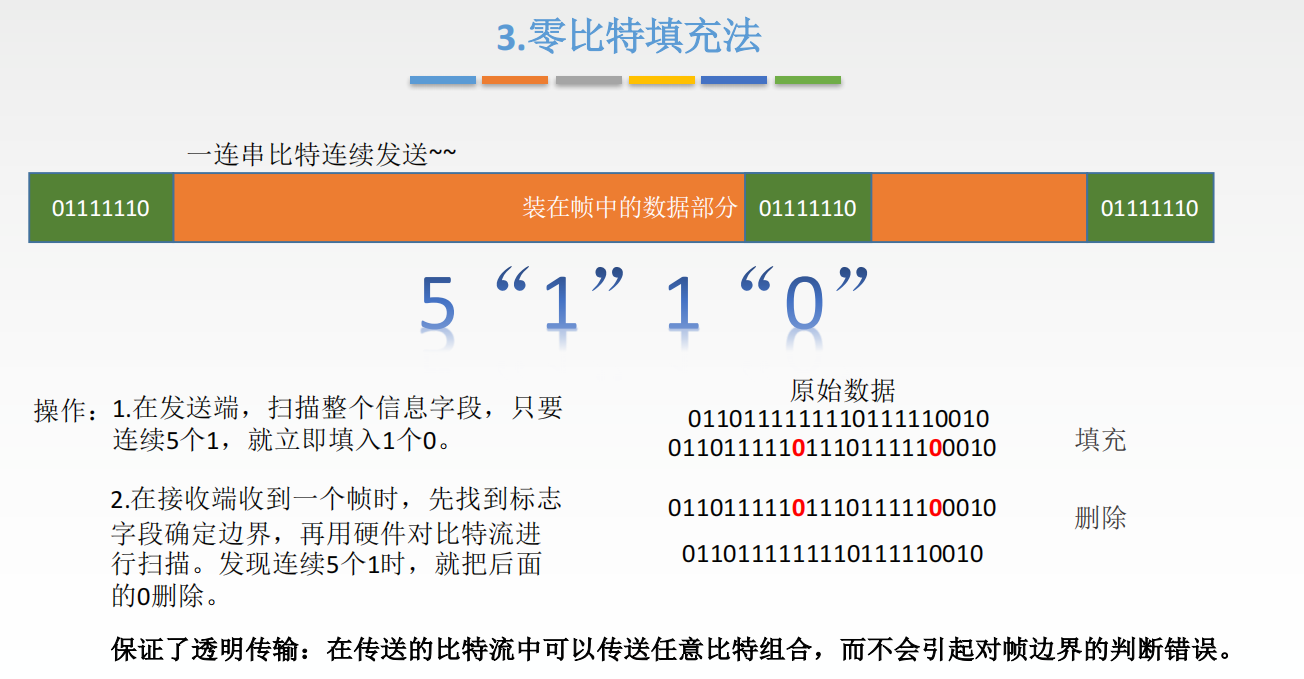 3.零比特填充法
一连串比特连续发送~~
01111110 装在帧中的数据部分 01111110 01111110
5“1”1“0”
操作：1.在发送端，扫描整个信息字段，只要
连续5个1，就立即填入1个0。
2.在接收端收到一个帧时，先找到标志
字段确定边界，再用硬件对比特流进
行扫描。发现连续5个1时，就把后面
的0删除。
原始数据
0110111111110111110010
011011111011101111100010 填充
011011111011101111100010 删除
0110111111110111110010
保证了透明传输：在传送的比特流中可以传送任意比特组合，而不会引起对帧边界的判断错误。